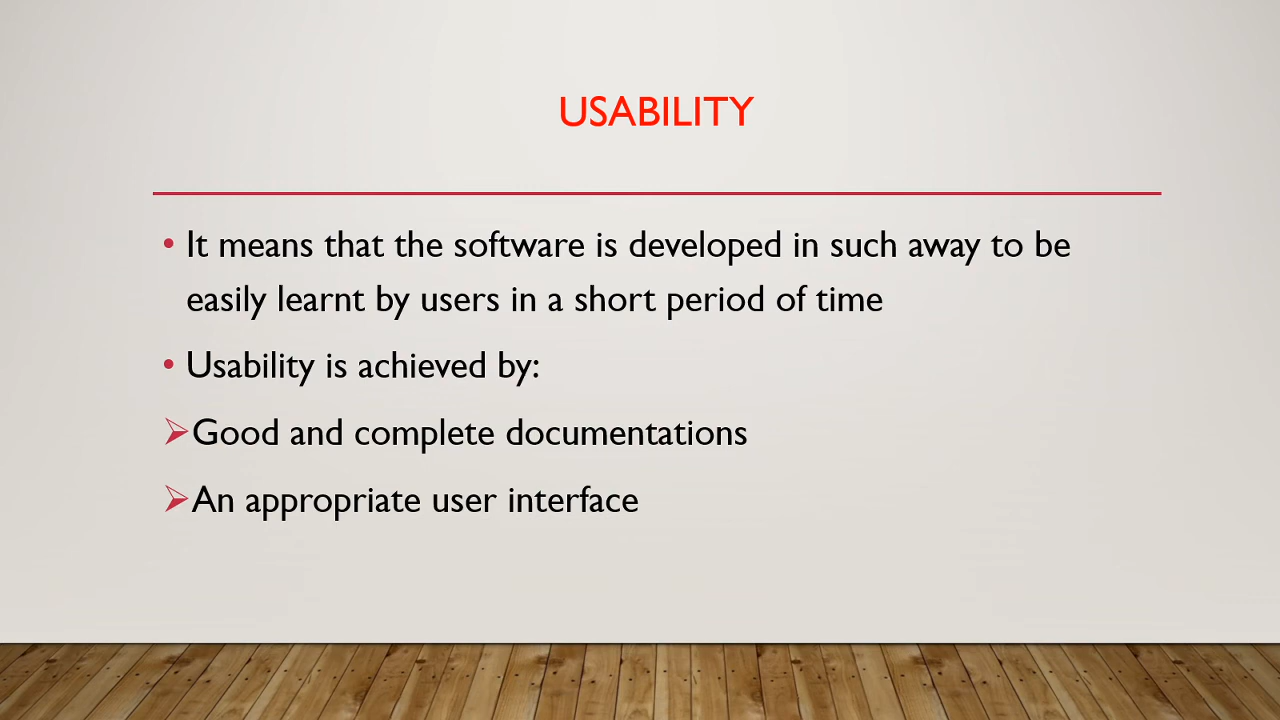 USABILITY
• It means that the software is developed in such away to be
easily learnt by users in a short period of time
• Usability is achieved by:
➢Good and complete documentations
➢An appropriate user interface